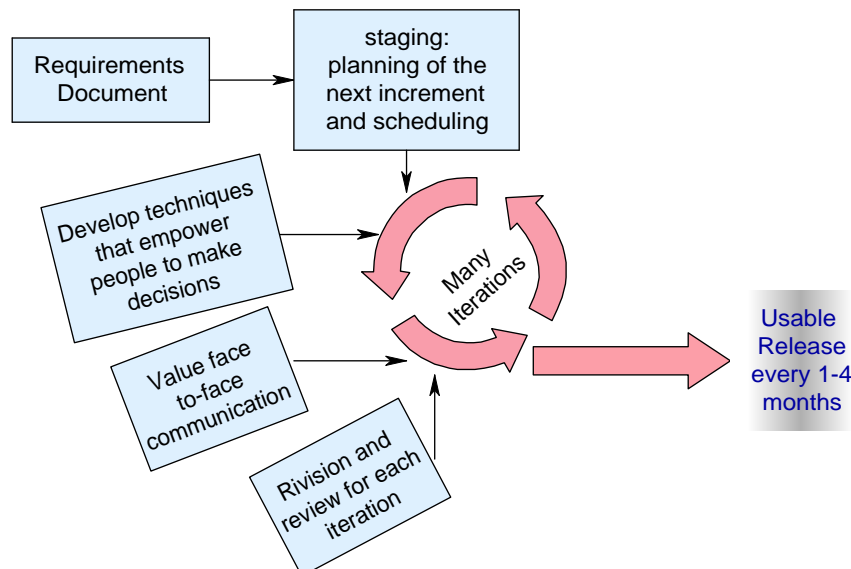 Requirements
Document
staging:
planning of the
next increment
and scheduling
Develop techniques
that empower
people to make
decisions
Many
Iterations
Value face
to-face
communication
Rivision and
review for each
iteration
Usable
Release
every 1-4
months